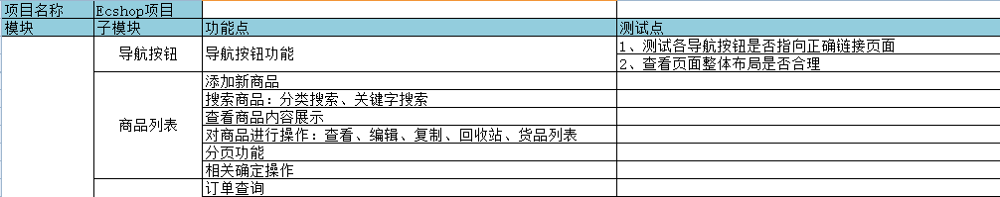 项目名称 Ecshop项目
模块 子模块 功能点 测试点
导航按钮 导航按钮功能 1、测试各导航按钮是否指向正确链接页面
2、查看页面整体布局是否合理
商品列表 添加新商品
搜索商品：分类搜索、关键字搜索
查看商品内容展示
对商品进行操作：查看、编辑、复制、回收站、货品列表
分页功能
相关确定操作
订单查询